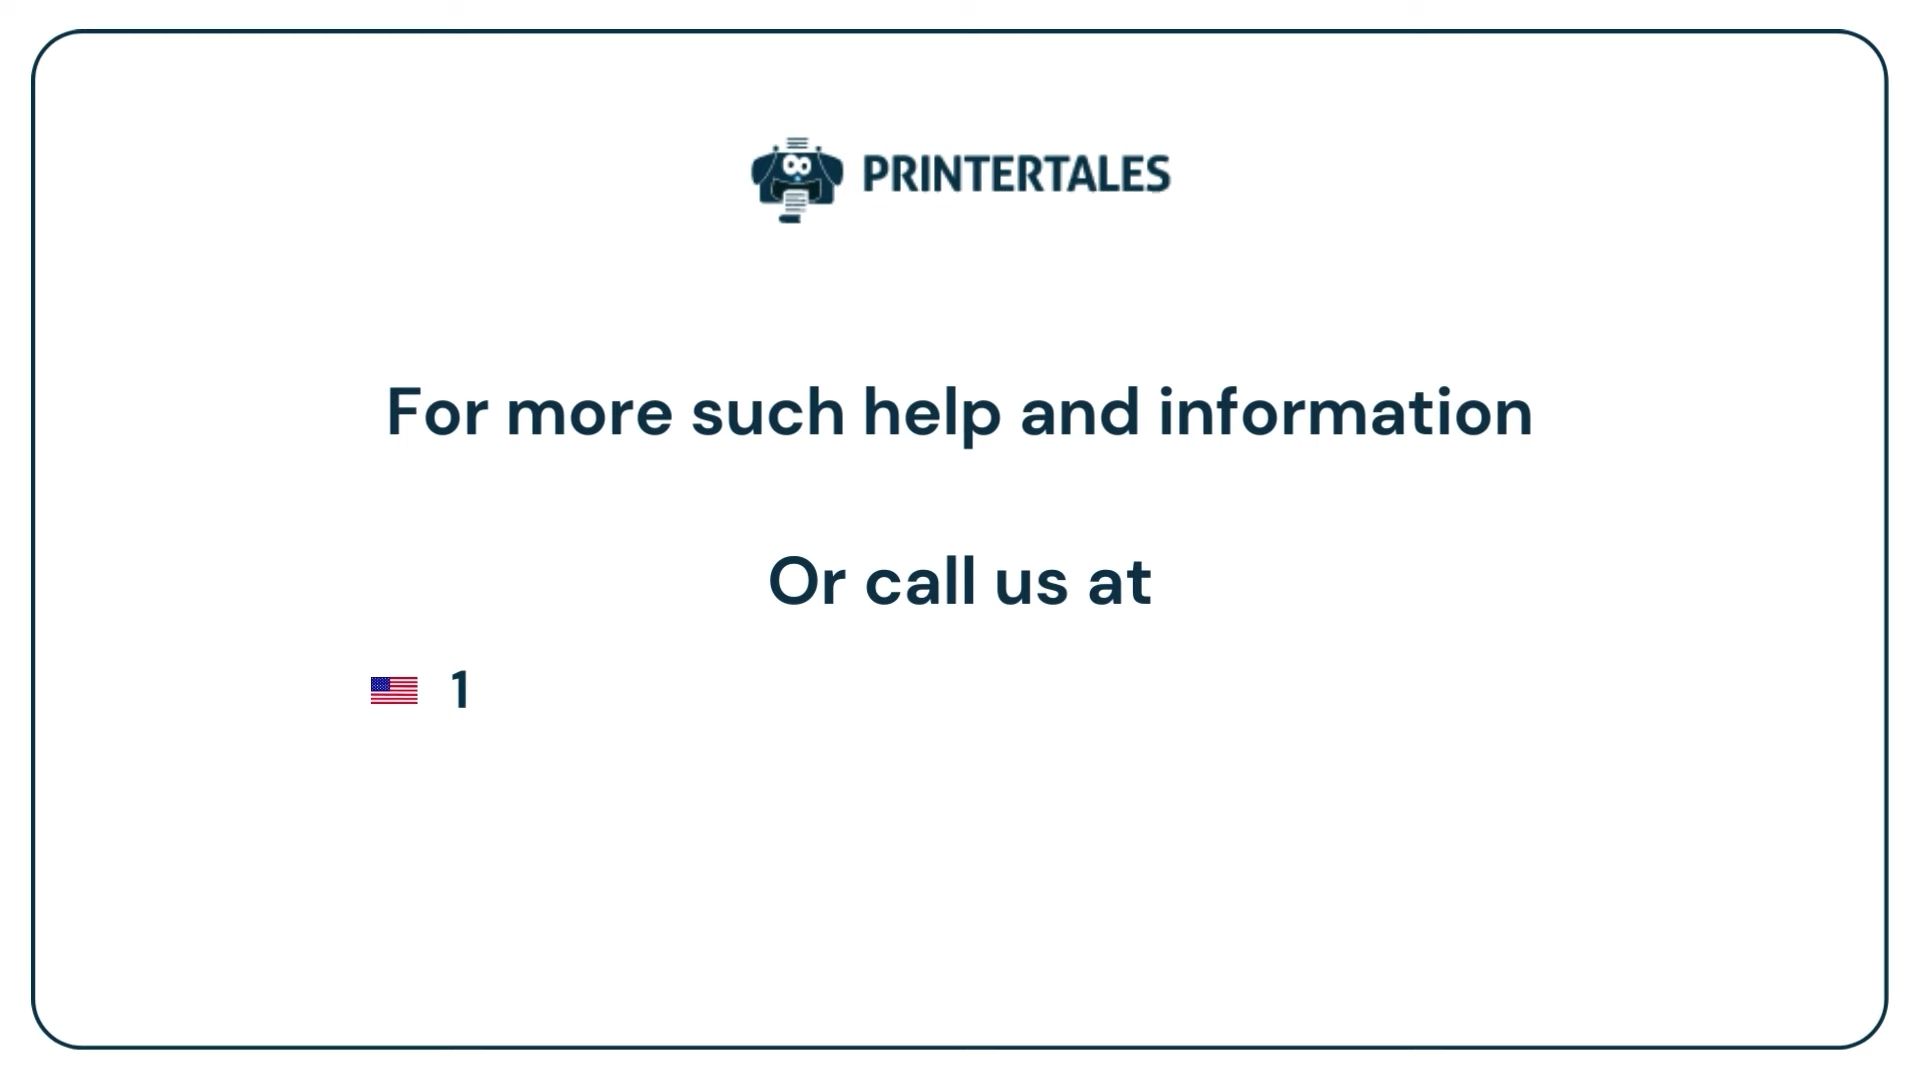 PRINTERTALES
For more such help and information
Or call us at
1